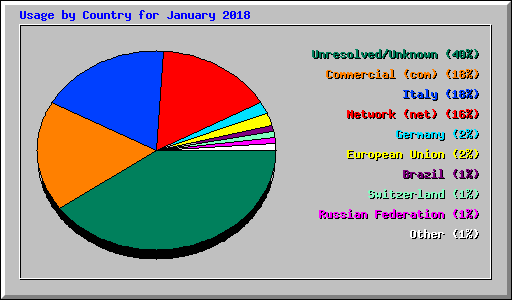 Usage by Country for January 2018
Unresolved/Unknown (40%)
Commercial (com) (18%)
Italy (18%)
Network (net) (16%)
Germany (2%)
European Union (2%)
Brazil (1%)
Switzerland (1%)
Russian Federation (1%)
Other (1%)